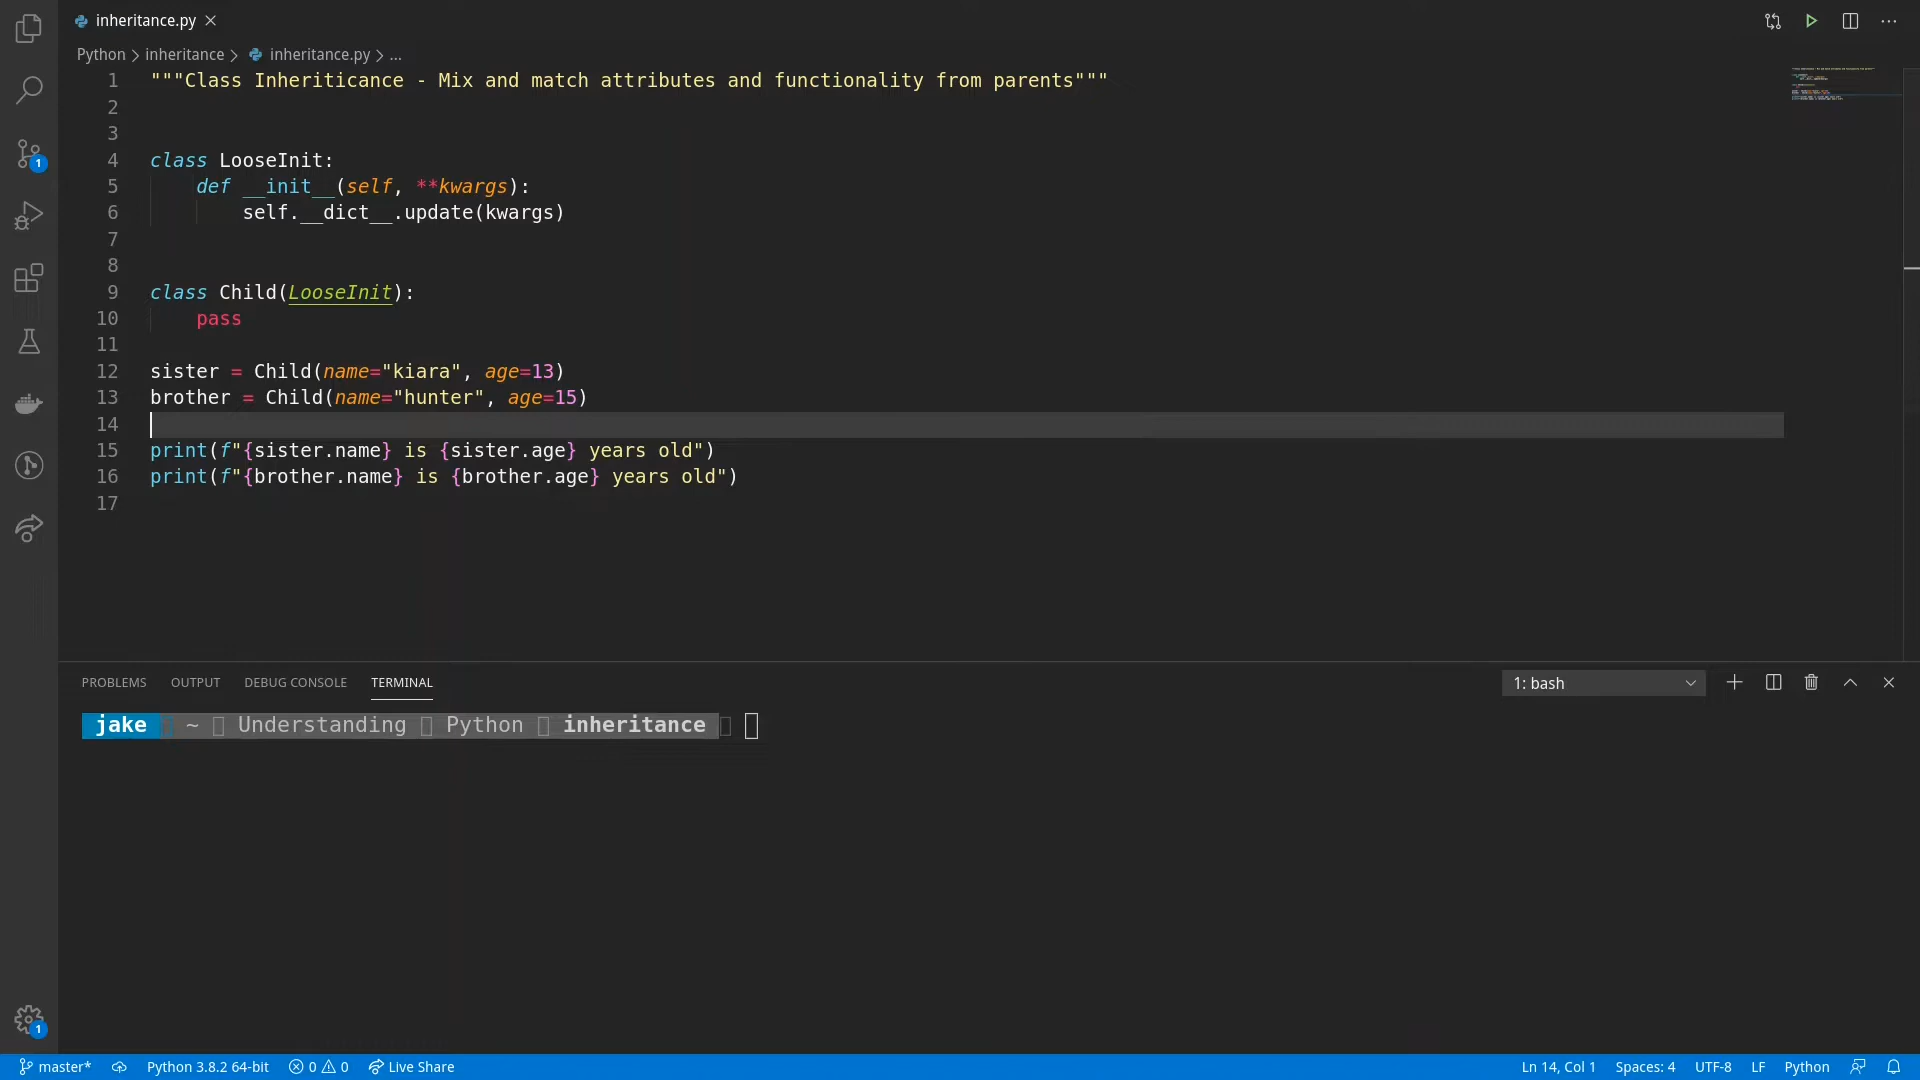 inheritance.py
Python > inheritance > inheritance.py > ...
1 """Class Inheriticance - Mix and match attributes and functionality from parents"""
2
3
4 class LooseInit:
5     def __init__(self, **kwargs):
6         self.__dict__.update(kwargs)
7
8
9 class Child(LooseInit):
10     pass
11
12 sister = Child(name="kiara", age=13)
13 brother = Child(name="hunter", age=15)
14
15 print(f"{sister.name} is {sister.age} years old")
16 print(f"{brother.name} is {brother.age} years old")
17
1
PROBLEMS OUTPUT DEBUG CONSOLE TERMINAL 1: bash
jake ~ Understanding Python inheritance
1
master* Python 3.8.2 64-bit 0 0 Live Share Ln 14, Col 1 Spaces: 4 UTF-8 LF Python